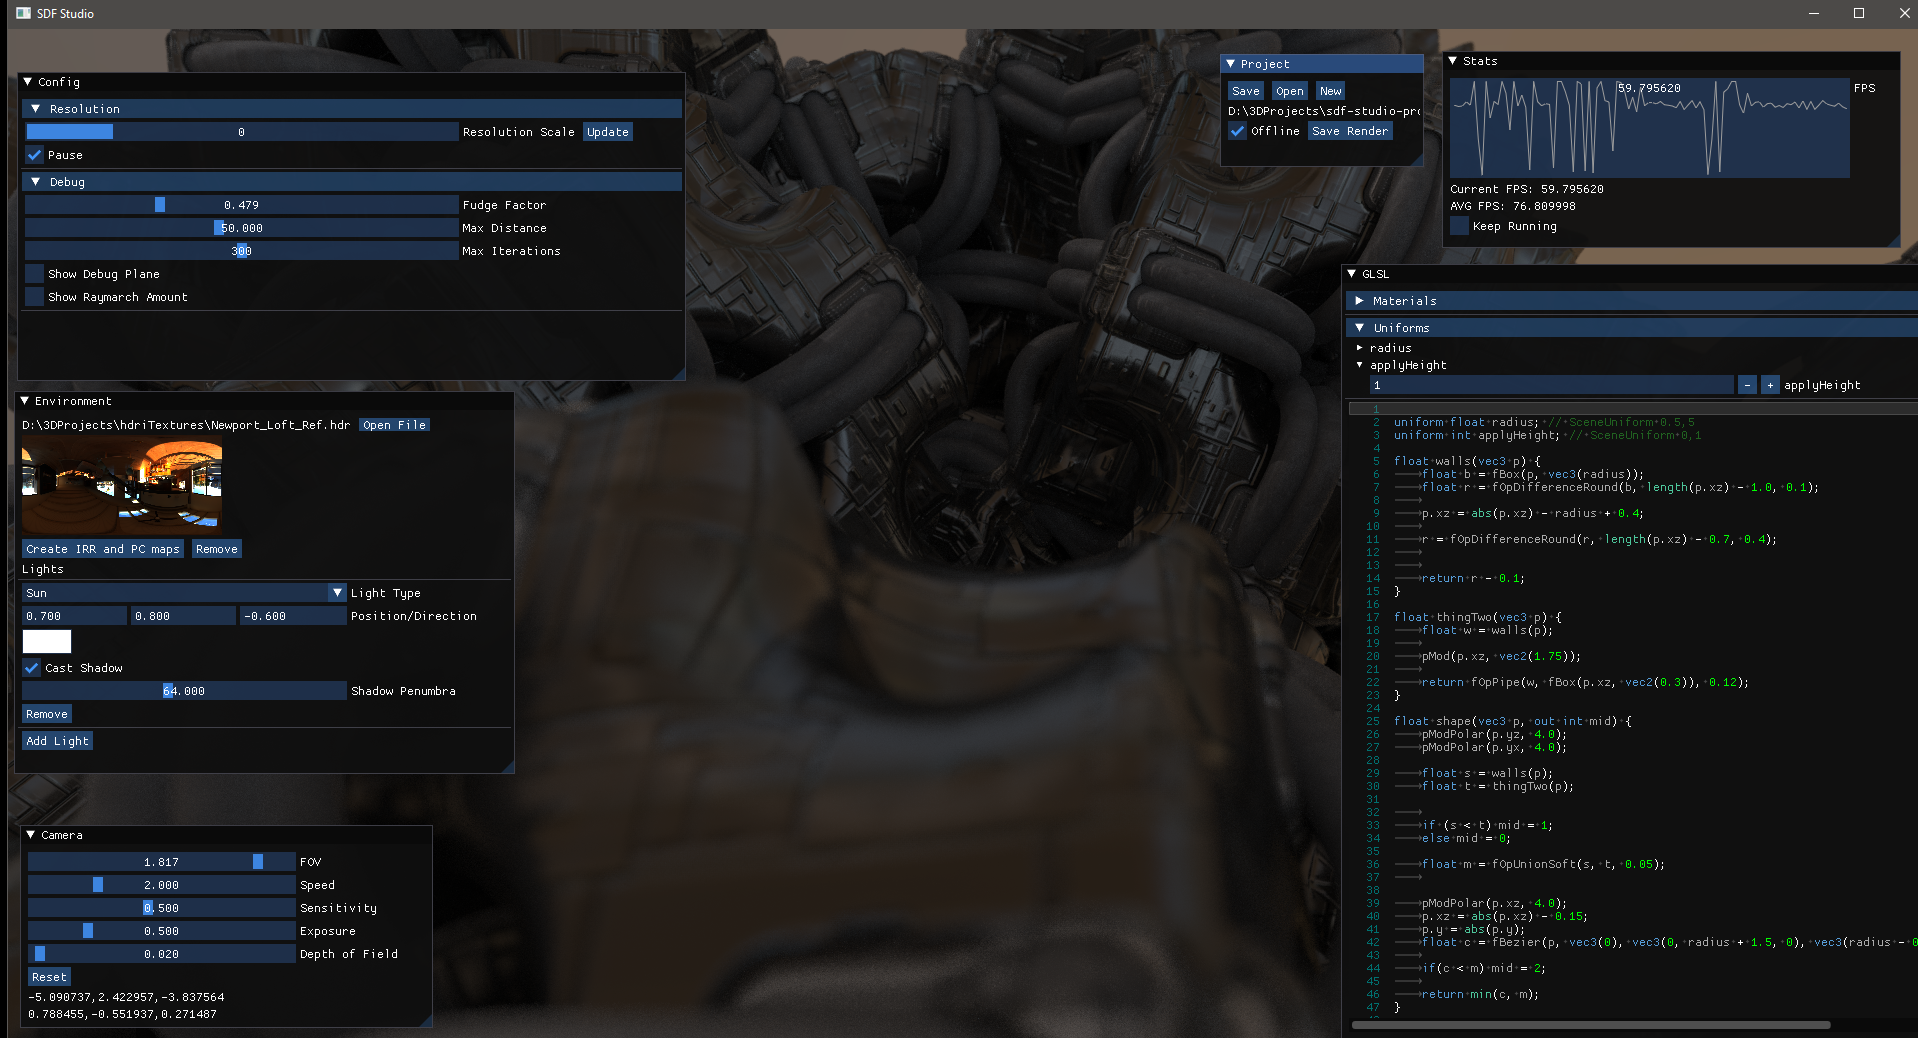 SDF Studio
Config
Resolution
0 Resolution Scale Update
Pause
Debug
0.479 Fudge Factor
50.000 Max Distance
300 Max Iterations
Show Debug Plane
Show Raymarch Amount
Environment
D:\3DProjects\hdriTextures\Newport_Loft_Ref.hdr Open File
Create IRR and PC maps Remove
Lights
Sun Light Type
0.700 0.800 -0.600 Position/Direction
Cast Shadow
64.000 Shadow Penumbra
Remove
Add Light
Camera
1.817 FOV
2.000 Speed
0.500 Sensitivity
0.500 Exposure
0.020 Depth of Field
Reset
-5.090737,2.422957,-3.837564
0.788455,-0.551937,0.271487
Project
Save Open New
D:\3DProjects\sdf-studio-pro
Offline Save Render
Stats
59.795620 FPS
Current FPS: 59.795620
AVG FPS: 76.809998
Keep Running
GLSL
Materials
Uniforms
radius
applyHeight
1 - + applyHeight
1
2 uniform float radius; // SceneUniform 0.5,5
3 uniform int applyHeight; // SceneUniform 0,1
4
5 float walls(vec3 p) {
6 float b = fBox(p, vec3(radius));
7 float r = fOpDifferenceRound(b, length(p.xz) - 1.0, 0.1);
8
9 p.xz = abs(p.xz) - radius + 0.4;
10
11 r = fOpDifferenceRound(r, length(p.xz) - 0.7, 0.4);
12
13
14 return r - 0.1;
15 }
16
17 float thingTwo(vec3 p) {
18 float w = walls(p);
19
20 pMod(p.xz, vec2(1.75));
21
22 return fOpPipe(w, fBox(p.xz, vec2(0.3)), 0.12);
23 }
24
25 float shape(vec3 p, out int mid) {
26 pModPolar(p.yz, 4.0);
27 pModPolar(p.yx, 4.0);
28
29 float s = walls(p);
30 float t = thingTwo(p);
31
32
33 if (s < t) mid = 1;
34 else mid = 0;
35
36 float m = fOpUnionSoft(s, t, 0.05);
37
38
39 pModPolar(p.xz, 4.0);
40 p.xz = abs(p.xz) - 0.15;
41 p.y = abs(p.y);
42 float c = fBezier(p, vec3(0), vec3(0, radius + 1.5, 0), vec3(radius - 0
43
44 if(c < m) mid = 2;
45
46 return min(c, m);
47 }